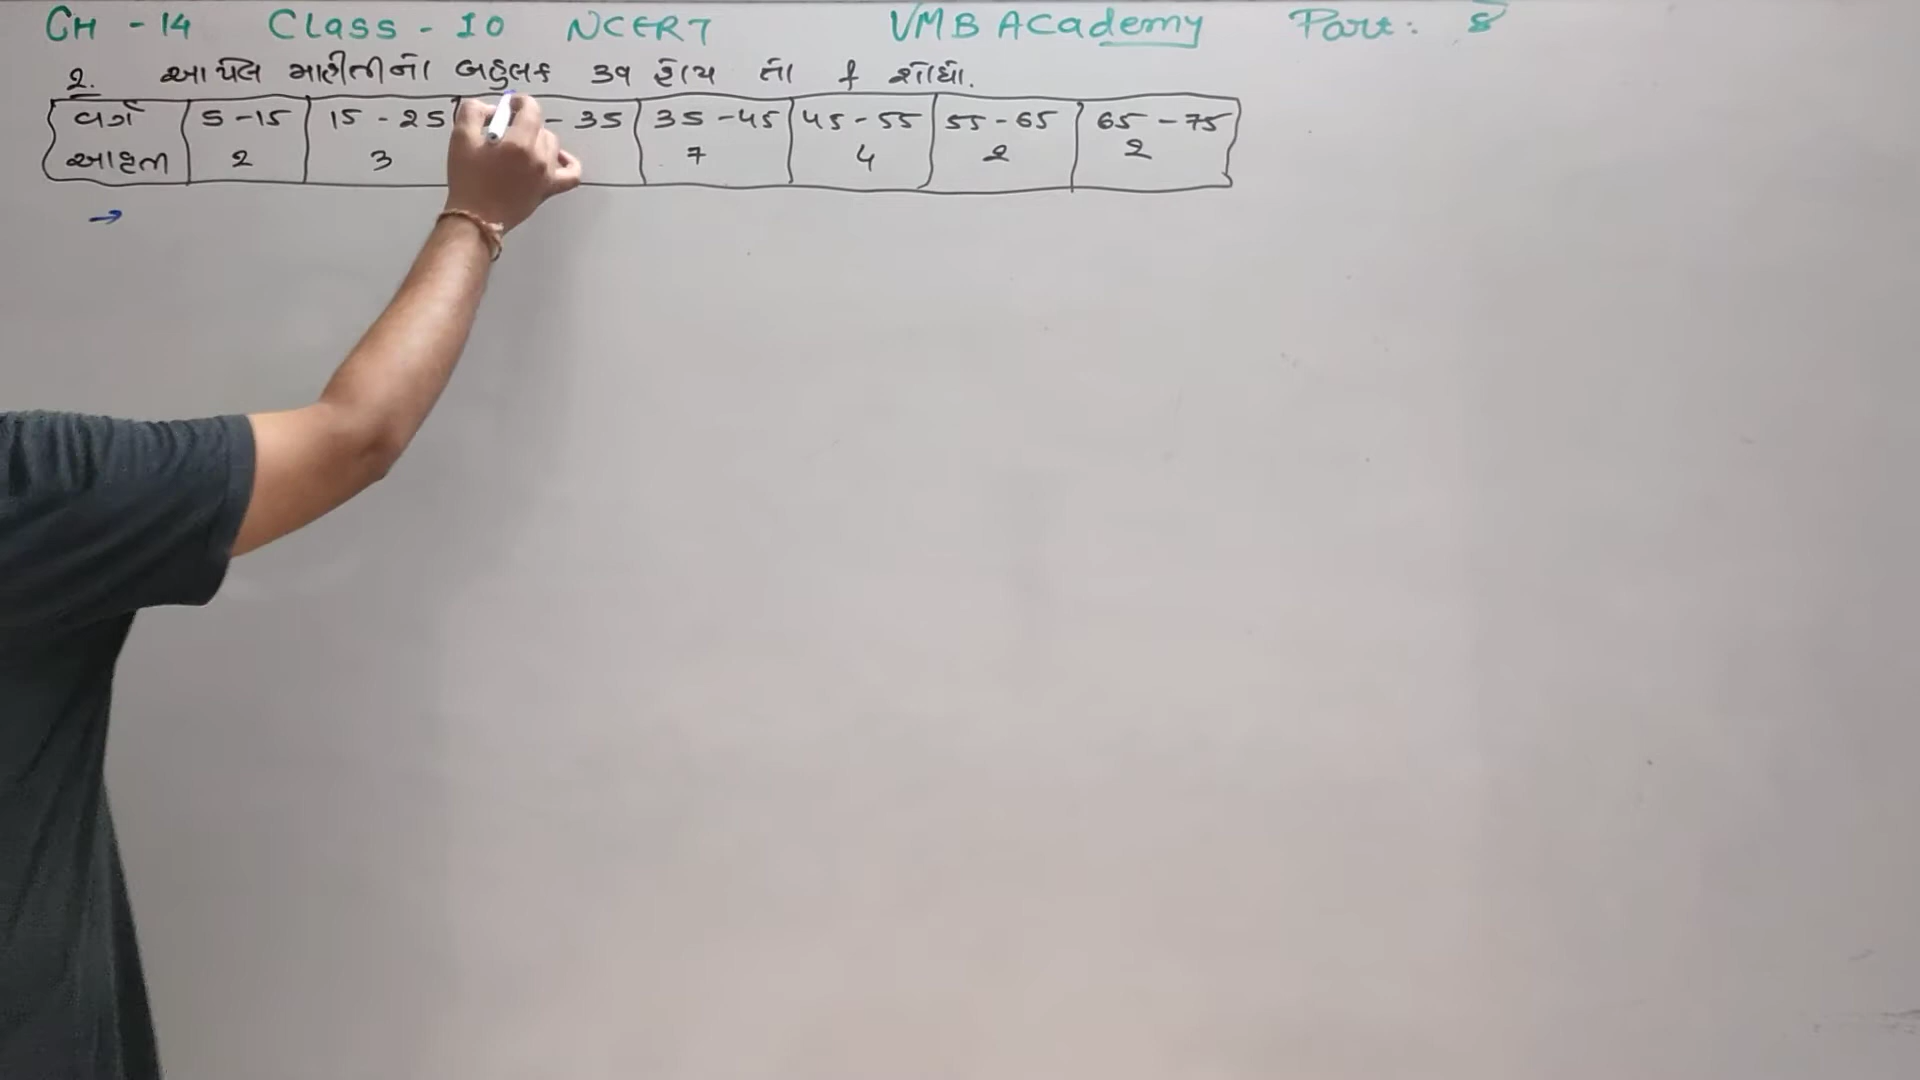 CH - 14 Class - 10 NCERT VMB Academy Part : 8
2. આપેલ માહીતીનો બહુલક ૩૧ હોય તો f શોધો.
વર્ગ 5 - 15 15 - 25 - 35 35 - 45 45 - 55 55 - 65 65 - 75
આવૃત્તિ 2 3 7 4 2 2
→